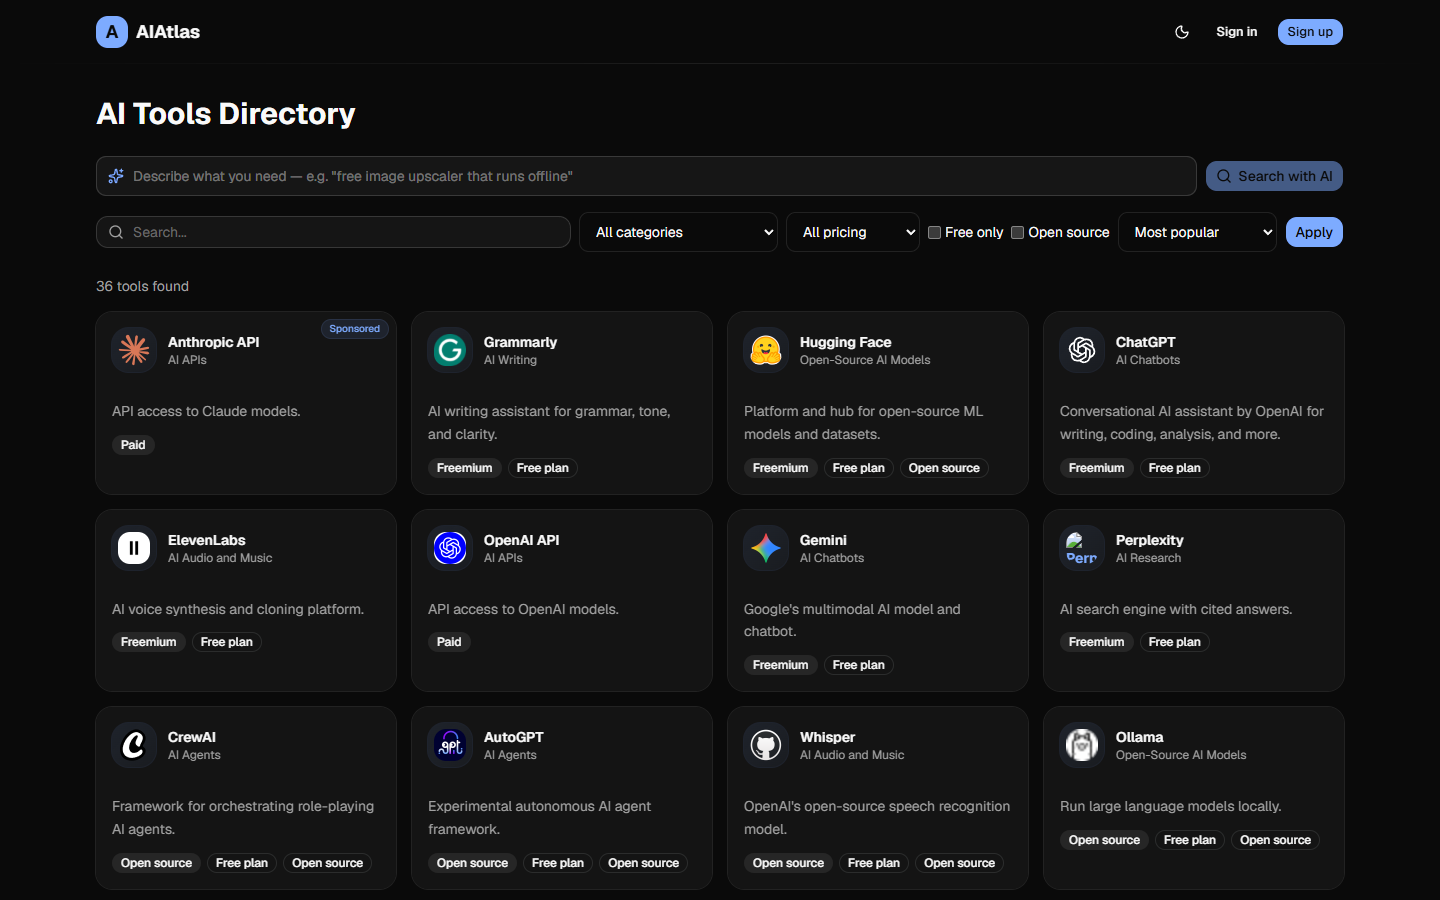 A AIAtlas
Sign in
Sign up
AI Tools Directory
Describe what you need — e.g. "free image upscaler that runs offline"
Search with AI
Search...
All categories
All pricing
Free only
Open source
Most popular
Apply
36 tools found
Anthropic API
AI APIs
Sponsored
API access to Claude models.
Paid
Grammarly
AI Writing
AI writing assistant for grammar, tone,
and clarity.
Freemium Free plan
Hugging Face
Open-Source AI Models
Platform and hub for open-source ML
models and datasets.
Freemium Free plan Open source
ChatGPT
AI Chatbots
Conversational AI assistant by OpenAI for
writing, coding, analysis, and more.
Freemium Free plan
ElevenLabs
AI Audio and Music
AI voice synthesis and cloning platform.
Freemium Free plan
OpenAI API
AI APIs
API access to OpenAI models.
Paid
Gemini
AI Chatbots
Google's multimodal AI model and
chatbot.
Freemium Free plan
Perr
Perplexity
AI Research
AI search engine with cited answers.
Freemium Free plan
CrewAI
AI Agents
Framework for orchestrating role-playing
AI agents.
Open source Free plan Open source
gpt
AutoGPT
AI Agents
Experimental autonomous AI agent
framework.
Open source Free plan Open source
Whisper
AI Audio and Music
OpenAI's open-source speech recognition
model.
Open source Free plan Open source
Ollama
Open-Source AI Models
Run large language models locally.
Open source Free plan Open source